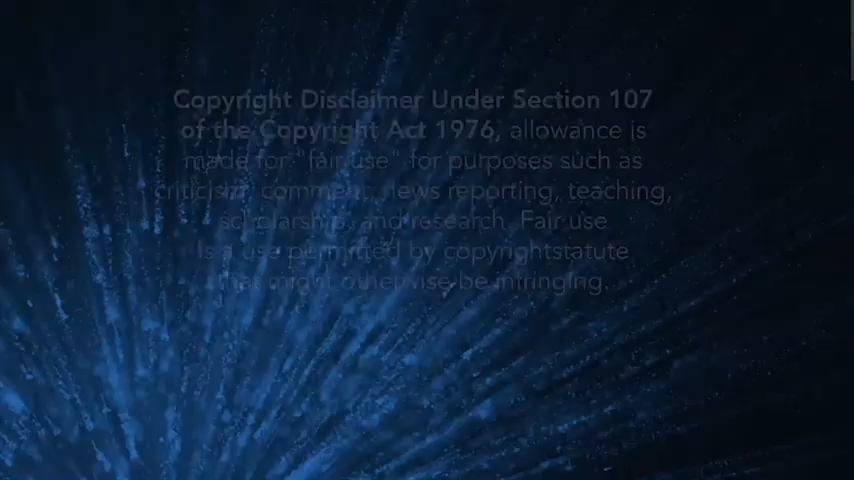 Copyright Disclaimer Under Section 107
of the Copyright Act 1976, allowance is
made for "fair use" for purposes such as
criticism, comment, news reporting, teaching,
scholarship, and research. Fair use
Is a use permitted by copyrightstatute
that might otherwise be infringing.